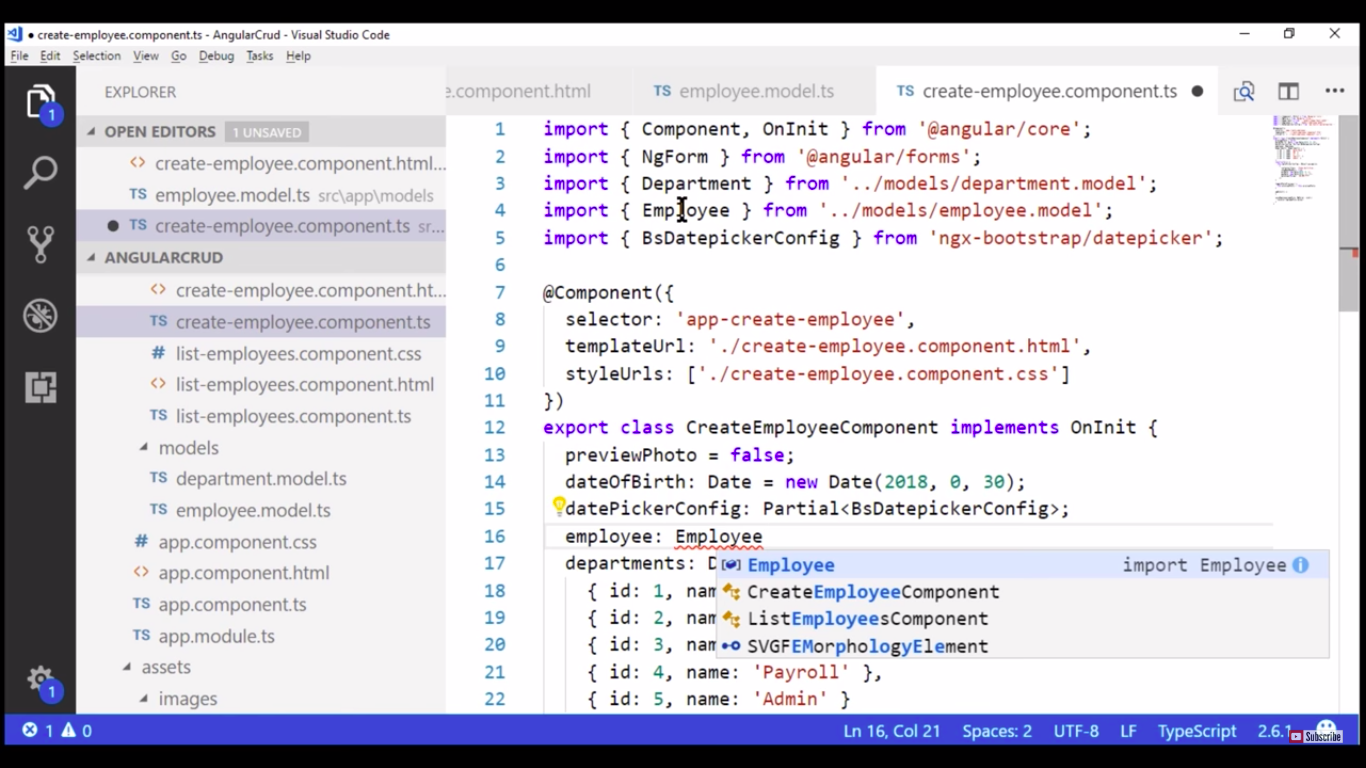 ● create-employee.component.ts - AngularCrud - Visual Studio Code
File Edit Selection View Go Debug Tasks Help
EXPLORER
OPEN EDITORS 1 UNSAVED
create-employee.component.html...
TS employee.model.ts src\app\models
● TS create-employee.component.ts sr...
ANGULARCRUD
create-employee.component.ht...
TS create-employee.component.ts
# list-employees.component.css
list-employees.component.html
TS list-employees.component.ts
models
TS department.model.ts
TS employee.model.ts
# app.component.css
app.component.html
TS app.component.ts
TS app.module.ts
assets
images
1
1
e.component.html TS employee.model.ts TS create-employee.component.ts ●
1 import { Component, OnInit } from '@angular/core';
2 import { NgForm } from '@angular/forms';
3 import { Department } from '../models/department.model';
4 import { Employee } from '../models/employee.model';
5 import { BsDatepickerConfig } from 'ngx-bootstrap/datepicker';
6
7 @Component({
8 selector: 'app-create-employee',
9 templateUrl: './create-employee.component.html',
10 styleUrls: ['./create-employee.component.css']
11 })
12 export class CreateEmployeeComponent implements OnInit {
13 previewPhoto = false;
14 dateOfBirth: Date = new Date(2018, 0, 30);
15 datePickerConfig: Partial<BsDatepickerConfig>;
16 employee: Employee
17 departments: D
18 { id: 1, nam
19 { id: 2, nam
20 { id: 3, nam
21 { id: 4, name: 'Payroll' },
22 { id: 5, name: 'Admin' }
Employee import Employee
CreateEmployeeComponent
ListEmployeesComponent
SVGFEMorphologyElement
1 0 Ln 16, Col 21 Spaces: 2 UTF-8 LF TypeScript 2.6.1
Subscribe